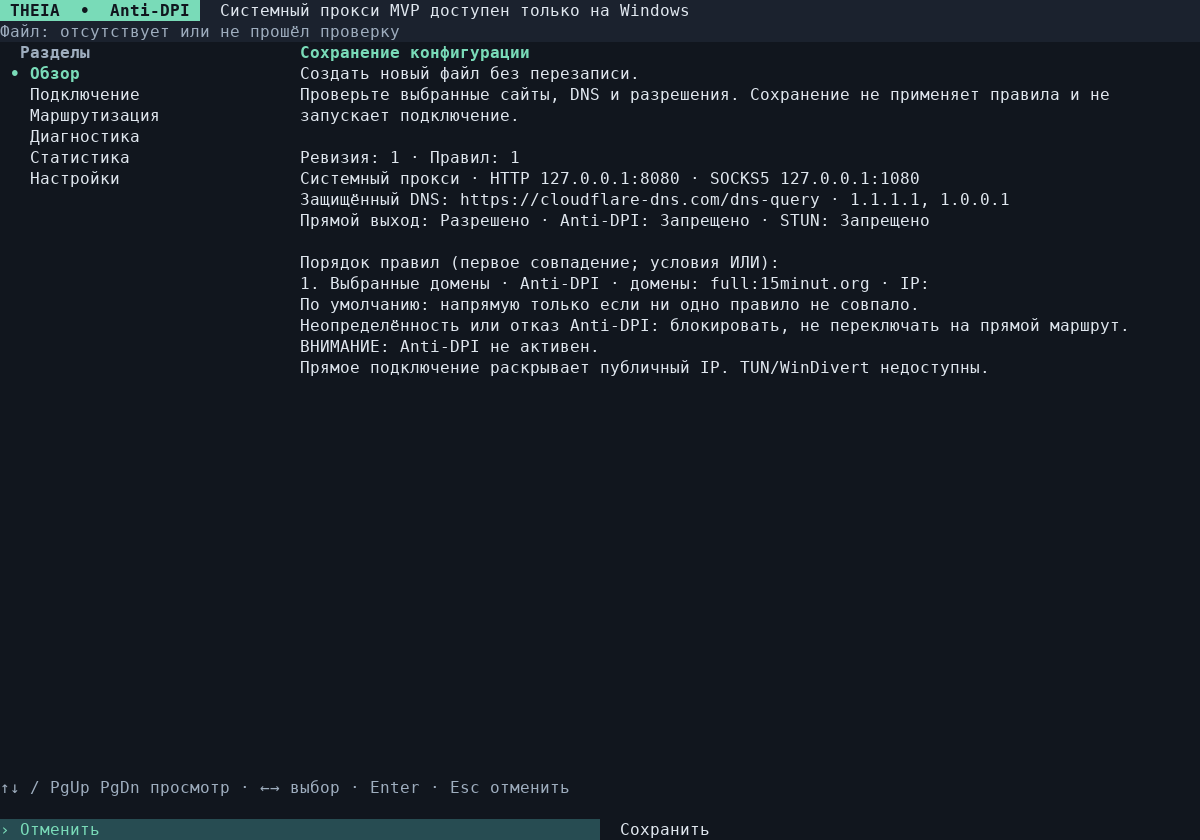 THEIA • Anti-DPI Системный прокси MVP доступен только на Windows
Файл: отсутствует или не прошёл проверку
Разделы
• Обзор
Подключение
Маршрутизация
Диагностика
Статистика
Настройки
Сохранение конфигурации
Создать новый файл без перезаписи.
Проверьте выбранные сайты, DNS и разрешения. Сохранение не применяет правила и не
запускает подключение.
Ревизия: 1 · Правил: 1
Системный прокси · HTTP 127.0.0.1:8080 · SOCKS5 127.0.0.1:1080
Защищённый DNS: https://cloudflare-dns.com/dns-query · 1.1.1.1, 1.0.0.1
Прямой выход: Разрешено · Anti-DPI: Запрещено · STUN: Запрещено
Порядок правил (первое совпадение; условия ИЛИ):
1. Выбранные домены · Anti-DPI · домены: full:15minut.org · IP:
По умолчанию: напрямую только если ни одно правило не совпало.
Неопределённость или отказ Anti-DPI: блокировать, не переключать на прямой маршрут.
ВНИМАНИЕ: Anti-DPI не активен.
Прямое подключение раскрывает публичный IP. TUN/WinDivert недоступны.
↑↓ / PgUp PgDn просмотр · ←→ выбор · Enter · Esc отменить
› Отменить
Сохранить